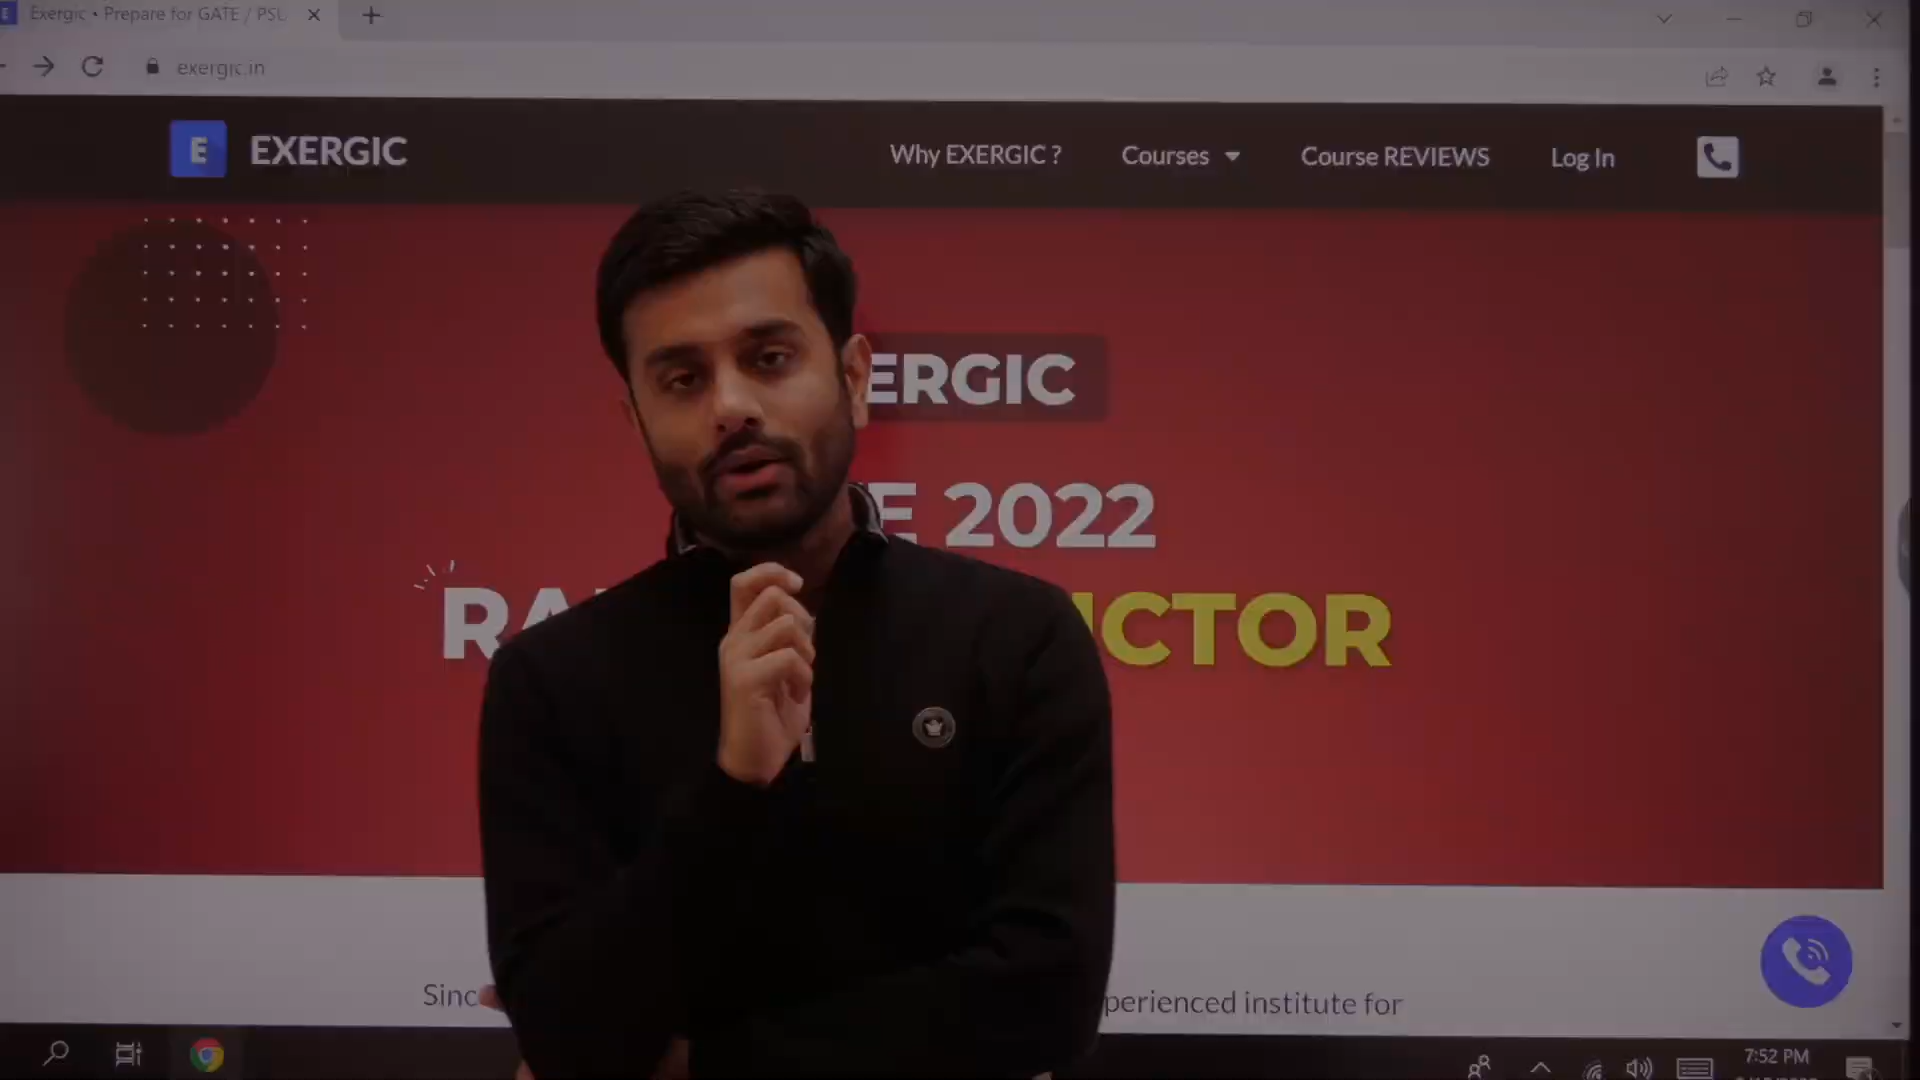 Exergic • Prepare for GATE / PSU
exergic.in
E EXERGIC
Why EXERGIC ?
Courses
Course REVIEWS
Log In
ERGIC
E 2022
RA CTOR
Sinc perienced institute for
7:52 PM